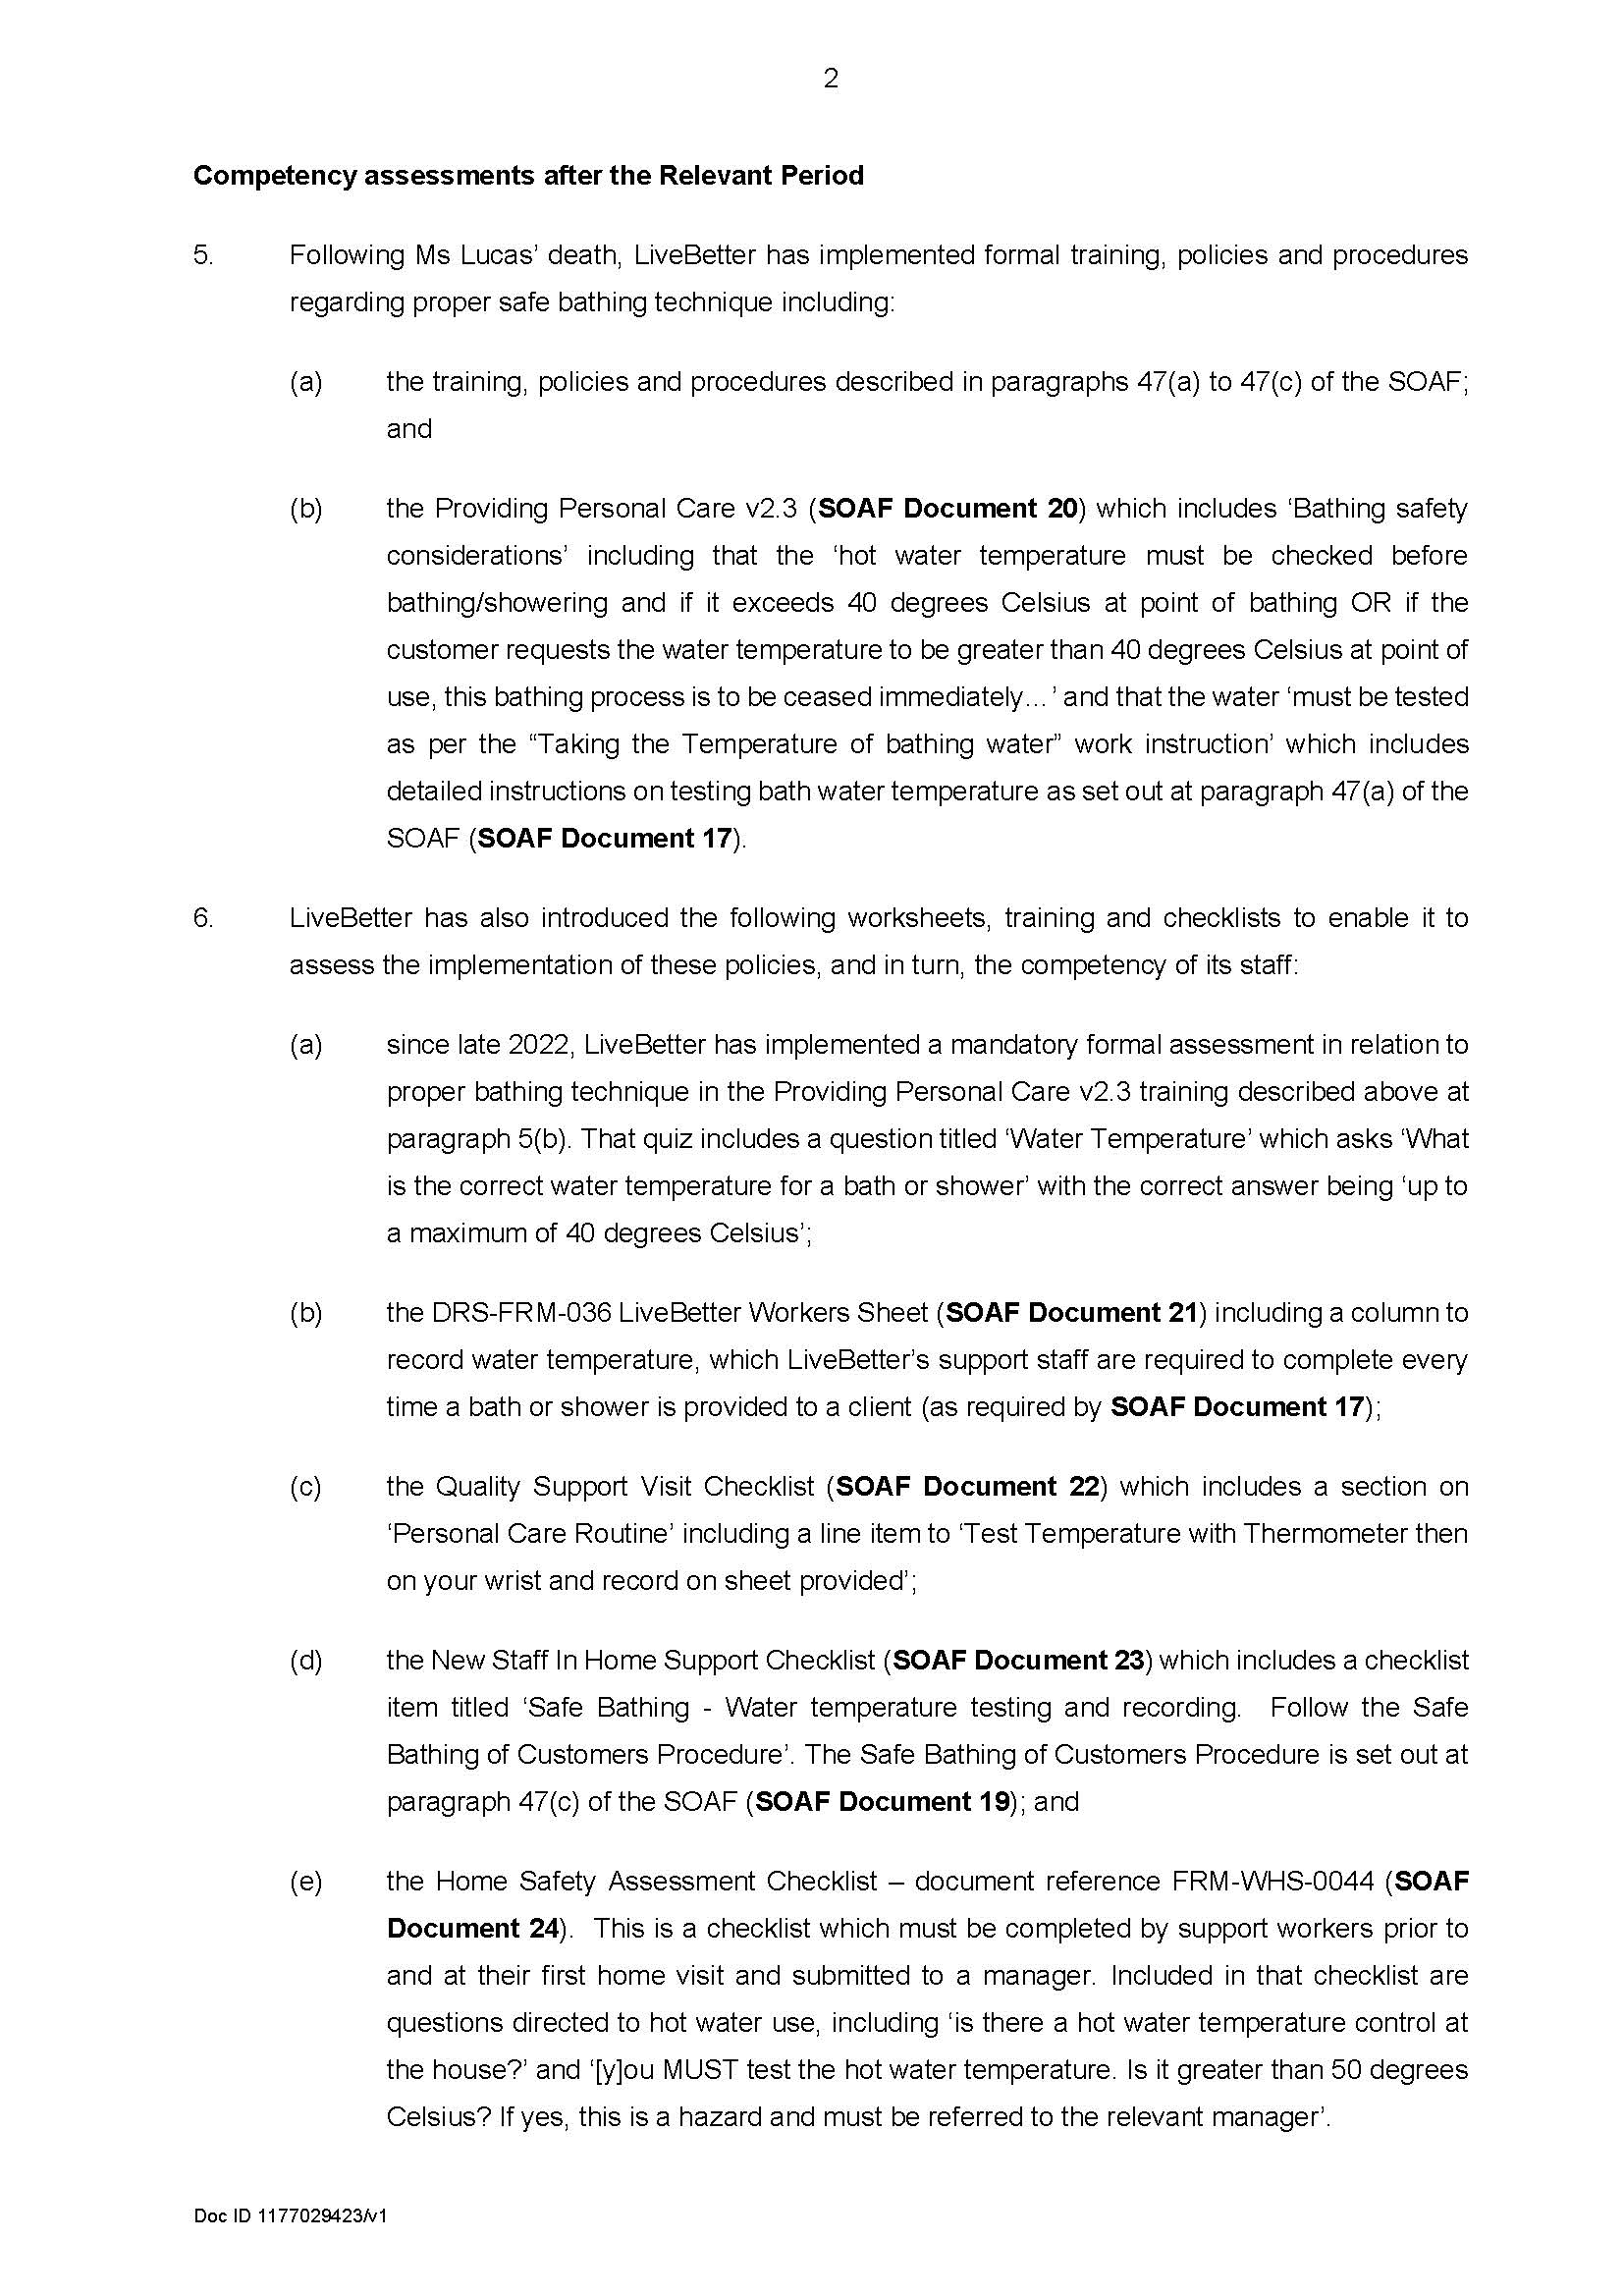 2
Competency assessments after the Relevant Period
5. Following Ms Lucas’ death, LiveBetter has implemented formal training, policies and procedures
regarding proper safe bathing technique including:
(a) the training, policies and procedures described in paragraphs 47(a) to 47(c) of the SOAF;
and
(b) the Providing Personal Care v2.3 (SOAF Document 20) which includes ‘Bathing safety
considerations’ including that the ‘hot water temperature must be checked before
bathing/showering and if it exceeds 40 degrees Celsius at point of bathing OR if the
customer requests the water temperature to be greater than 40 degrees Celsius at point of
use, this bathing process is to be ceased immediately… ’ and that the water ‘must be tested
as per the “Taking the Temperature of bathing water” work instruction’ which includes
detailed instructions on testing bath water temperature as set out at paragraph 47(a) of the
SOAF (SOAF Document 17).
6. LiveBetter has also introduced the following worksheets, training and checklists to enable it to
assess the implementation of these policies, and in turn, the competency of its staff:
(a) since late 2022, LiveBetter has implemented a mandatory formal assessment in relation to
proper bathing technique in the Providing Personal Care v2.3 training described above at
paragraph 5(b). That quiz includes a question titled ‘Water Temperature’ which asks ‘What
is the correct water temperature for a bath or shower’ with the correct answer being ‘up to
a maximum of 40 degrees Celsius’;
(b) the DRS-FRM-036 LiveBetter Workers Sheet (SOAF Document 21) including a column to
record water temperature, which LiveBetter’s support staff are required to complete every
time a bath or shower is provided to a client (as required by SOAF Document 17);
(c) the Quality Support Visit Checklist (SOAF Document 22) which includes a section on
‘Personal Care Routine’ including a line item to ‘Test Temperature with Thermometer then
on your wrist and record on sheet provided’;
(d) the New Staff In Home Support Checklist (SOAF Document 23) which includes a checklist
item titled ‘Safe Bathing - Water temperature testing and recording. Follow the Safe
Bathing of Customers Procedure’. The Safe Bathing of Customers Procedure is set out at
paragraph 47(c) of the SOAF (SOAF Document 19); and
(e) the Home Safety Assessment Checklist – document reference FRM-WHS-0044 (SOAF
Document 24). This is a checklist which must be completed by support workers prior to
and at their first home visit and submitted to a manager. Included in that checklist are
questions directed to hot water use, including ‘is there a hot water temperature control at
the house?’ and ‘[y]ou MUST test the hot water temperature. Is it greater than 50 degrees
Celsius? If yes, this is a hazard and must be referred to the relevant manager’.
Doc ID 1177029423/v1